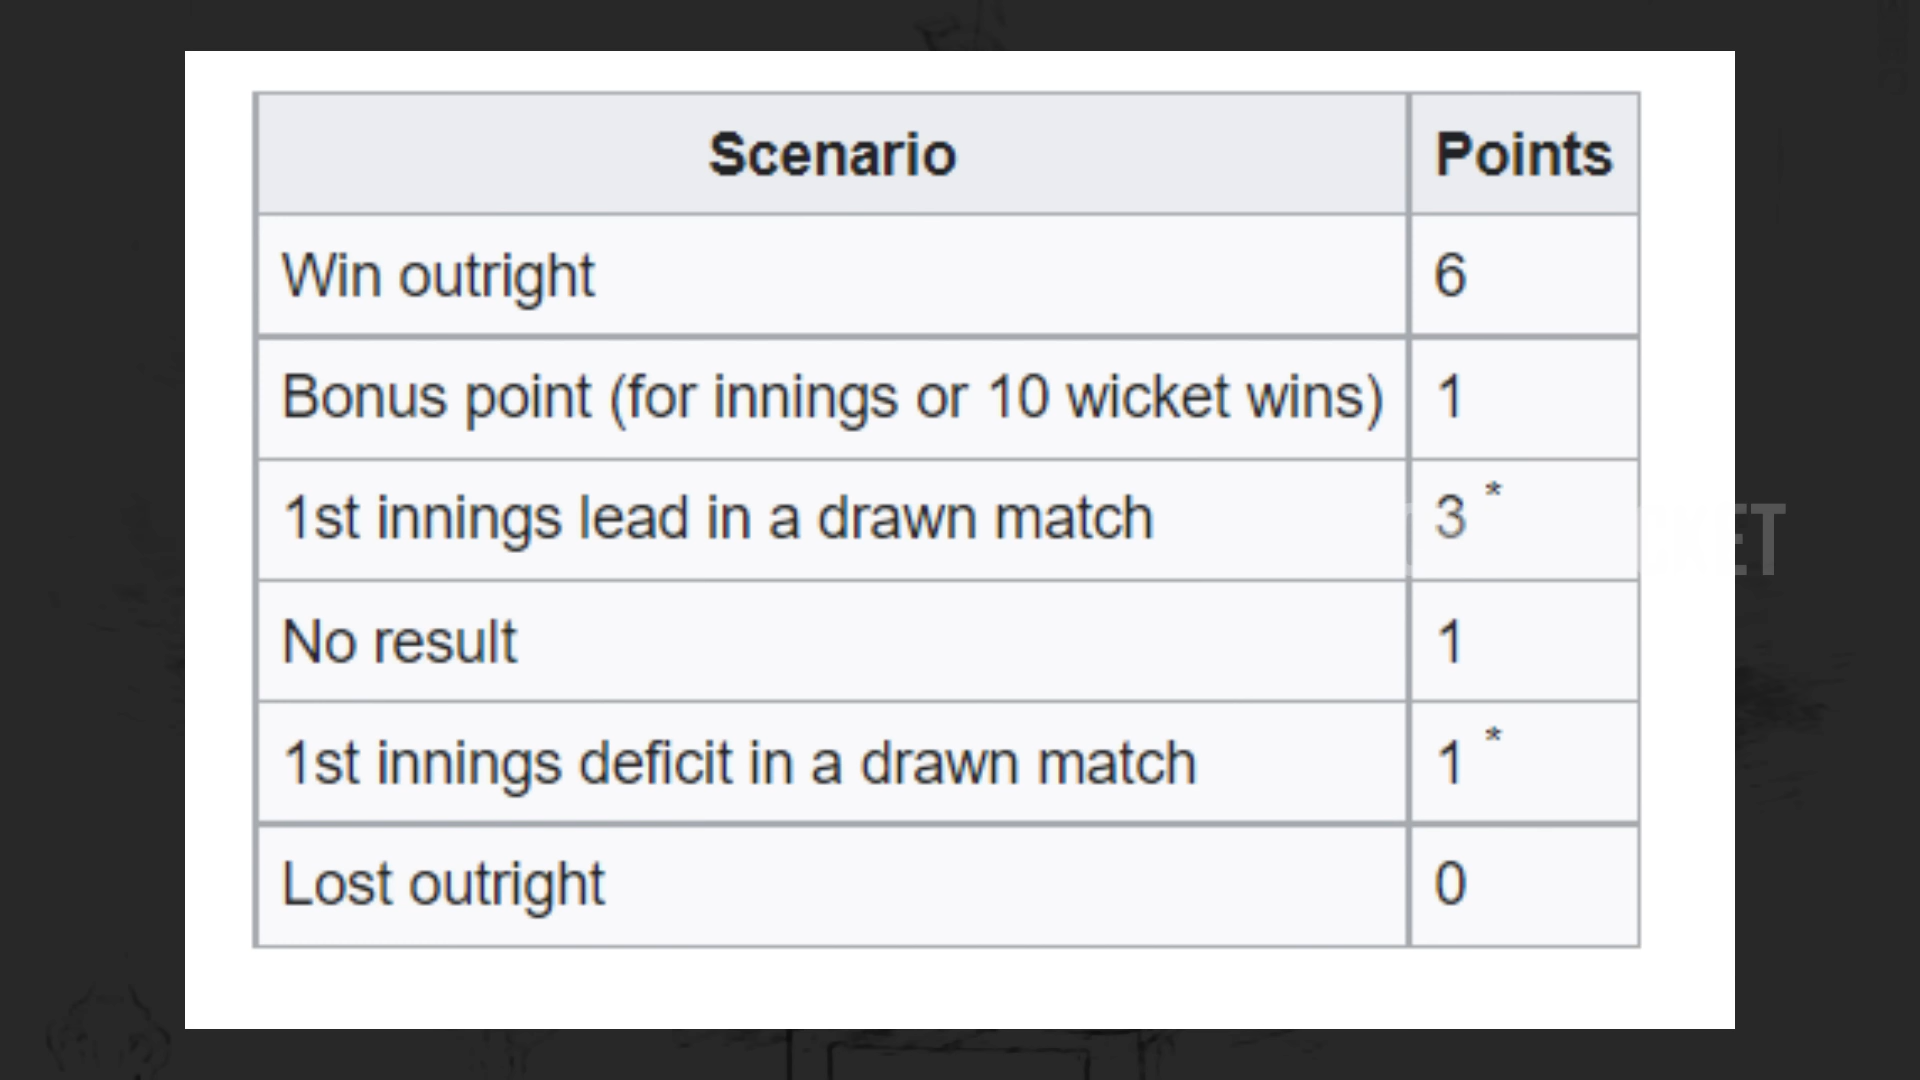 Scenario Points
Win outright 6
Bonus point (for innings or 10 wicket wins) 1
1st innings lead in a drawn match 3 *
No result 1
1st innings deficit in a drawn match 1 *
Lost outright 0